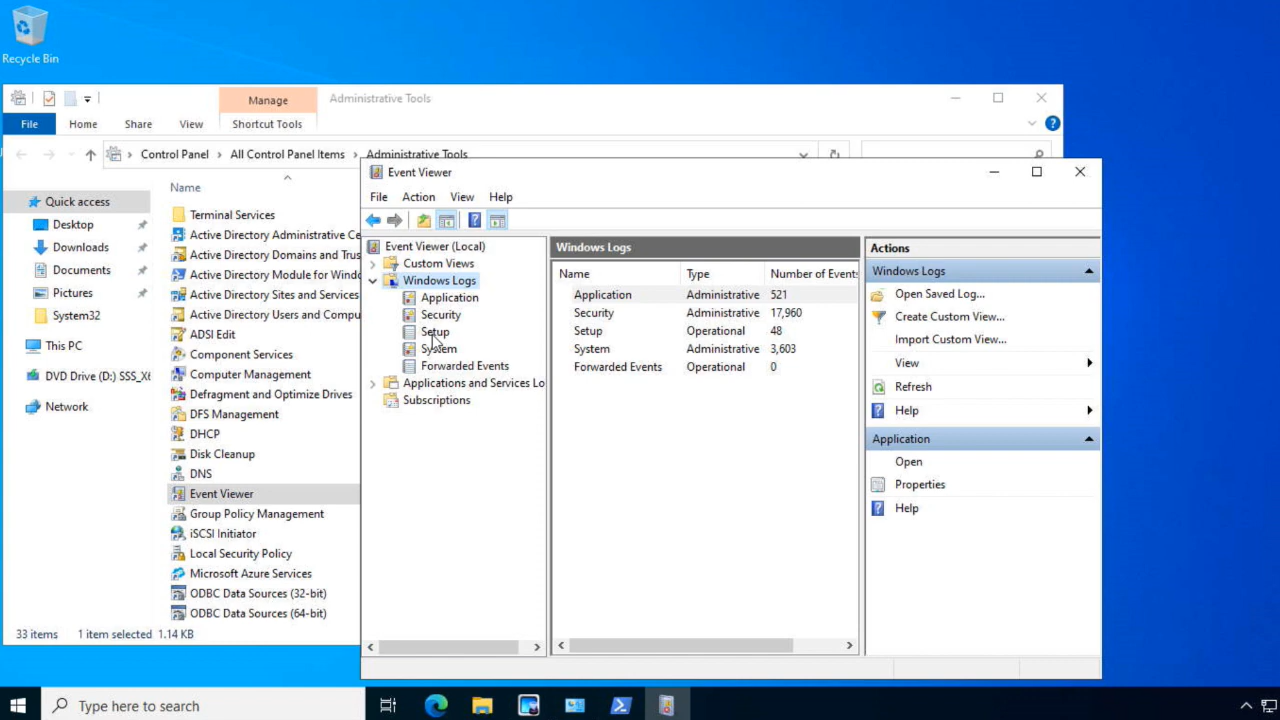 Recycle Bin
Manage
Administrative Tools
File
Home
Share
View
Shortcut Tools
Control Panel
All Control Panel Items
Administrative Tools
Quick access
Desktop
Downloads
Documents
Pictures
System32
This PC
DVD Drive (D:) SSS_X6
Network
Name
Terminal Services
Active Directory Administrative Ce
Active Directory Domains and Trus
Active Directory Module for Windo
Active Directory Sites and Services
Active Directory Users and Compu
ADSI Edit
Component Services
Computer Management
Defragment and Optimize Drives
DFS Management
DHCP
Disk Cleanup
DNS
Event Viewer
Group Policy Management
iSCSI Initiator
Local Security Policy
Microsoft Azure Services
ODBC Data Sources (32-bit)
ODBC Data Sources (64-bit)
33 items
1 item selected 1.14 KB
Event Viewer
File
Action
View
Help
Event Viewer (Local)
Custom Views
Windows Logs
Application
Security
Setup
System
Forwarded Events
Applications and Services Lo
Subscriptions
Windows Logs
Name Type Number of Events
Application Administrative 521
Security Administrative 17,960
Setup Operational 48
System Administrative 3,603
Forwarded Events Operational 0
Actions
Windows Logs
Open Saved Log...
Create Custom View...
Import Custom View...
View
Refresh
Help
Application
Open
Properties
Help
Type here to search